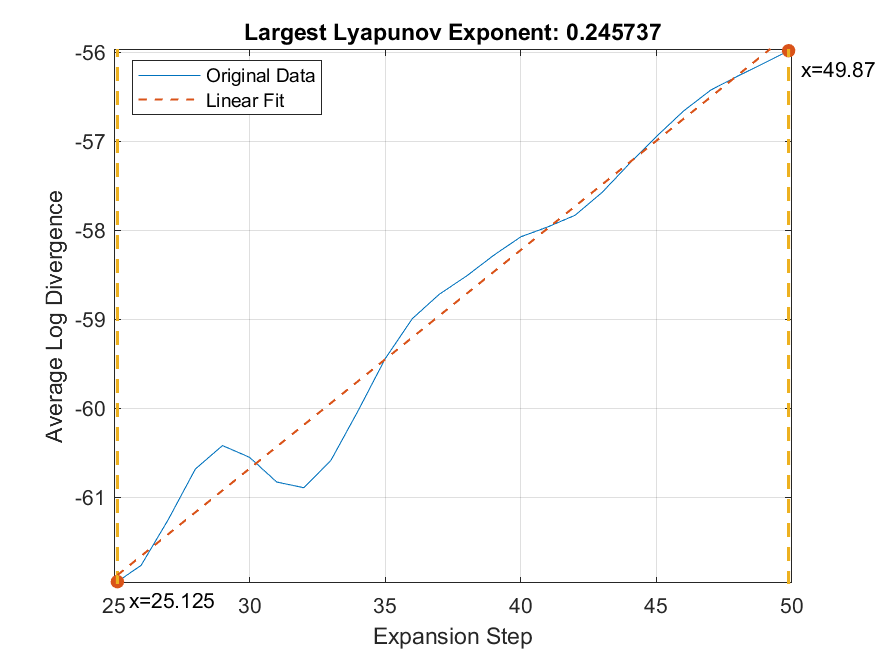 Largest Lyapunov Exponent: 0.245737
-56
Original Data
Linear Fit
x=49.87
-57
-58
-59
-60
-61
Average Log Divergence
25
x=25.125
30
35
40
45
50
Expansion Step